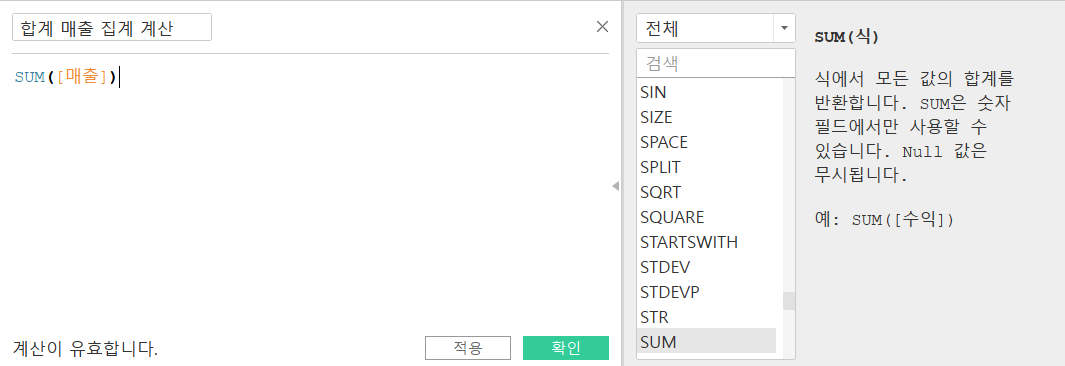 합계 매출 집계 계산
SUM([매출])
계산이 유효합니다.
적용
확인
전체
검색
SIN
SIZE
SPACE
SPLIT
SQRT
SQUARE
STARTSWITH
STDEV
STDEVP
STR
SUM
SUM(식)
식에서 모든 값의 합계를
반환합니다. SUM은 숫자
필드에서만 사용할 수
있습니다. Null 값은
무시됩니다.
예: SUM([수익])